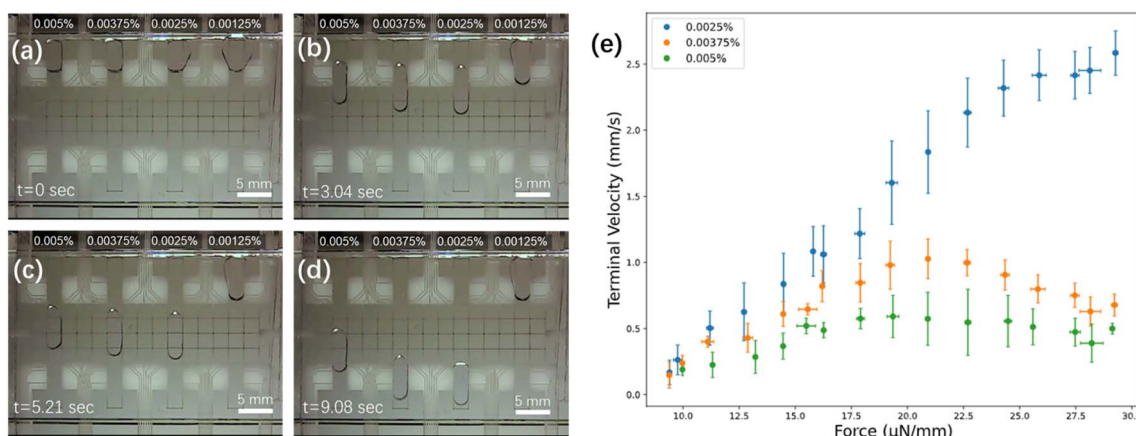 0.005% 0.00375% 0.0025% 0.00125%
(a)
t=0 sec
5 mm
0.005% 0.00375% 0.0025% 0.00125%
(b)
t=3.04 sec
5 mm
0.005% 0.00375% 0.0025% 0.00125%
(c)
t=5.21 sec
5 mm
0.005% 0.00375% 0.0025% 0.00125%
(d)
t=9.08 sec
5 mm
(e)
0.0025%
0.00375%
0.005%
Terminal Velocity (mm/s)
2.5
2.0
1.5
1.0
0.5
0.0
10.0 12.5 15.0 17.5 20.0 22.5 25.0 27.5 30.
Force (uN/mm)